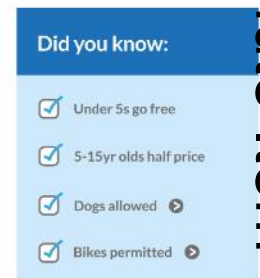 Did you know:
Under 5s go free
5-15yr olds half price
Dogs allowed
Bikes permitted